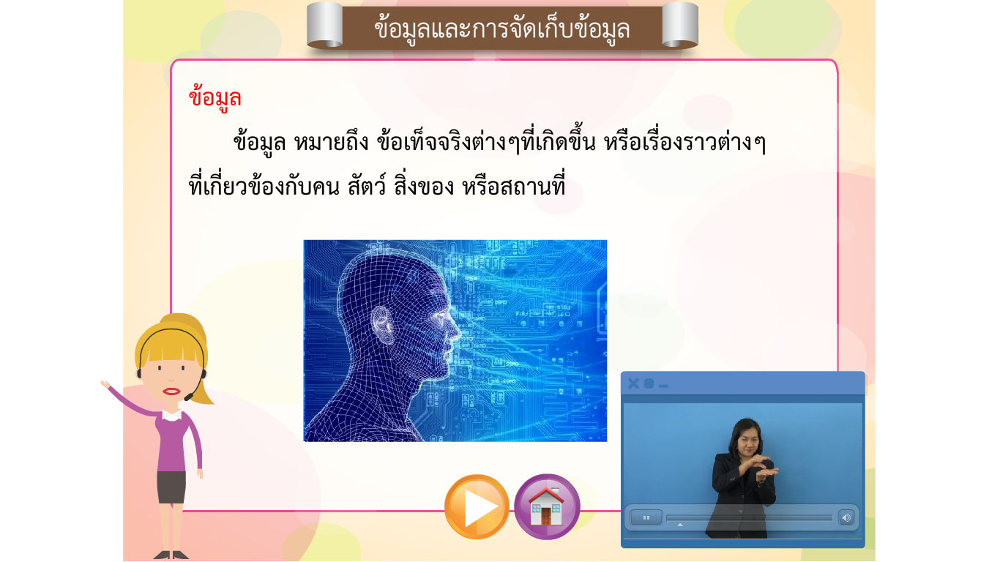 ข้อมูลและการจัดเก็บข้อมูล
ข้อมูล
ข้อมูล หมายถึง ข้อเท็จจริงต่างๆที่เกิดขึ้น หรือเรื่องราวต่างๆ
ที่เกี่ยวข้องกับคน สัตว์ สิ่งของ หรือสถานที่